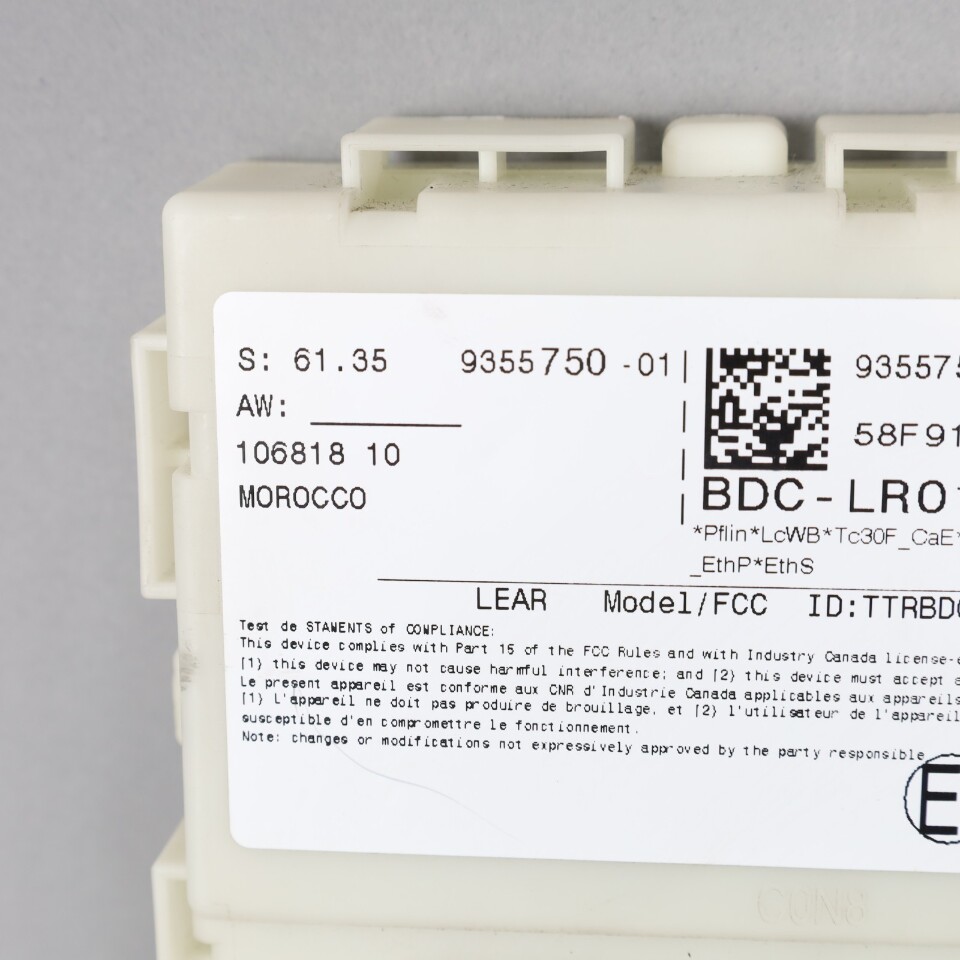 S: 61.35 9355750 -01
AW:
106818 10
MOROCCO
935575
58F91
BDC-LR01
*Pflin*LcWB*Tc30F_CaE*
_EthP*EthS
LEAR Model/FCC ID:TTRBDC
Test de STAMENTS of COMPLIANCE:
This device complies with Part 15 of the FCC Rules and with Industry Canada license-e
[1) this device may not cause harmful interference; and [2) this device must accept a
Le present appareil est conforme aux CNR d'Industrie Canada applicables aux appareils
[1) L'appareil ne doit pas produire de brouillage, et [2) l'utilisateur de l'appareil
susceptible d'en compromettre le fonctionnement.
Note: changes or modifications not expressively approved by the party responsible
E